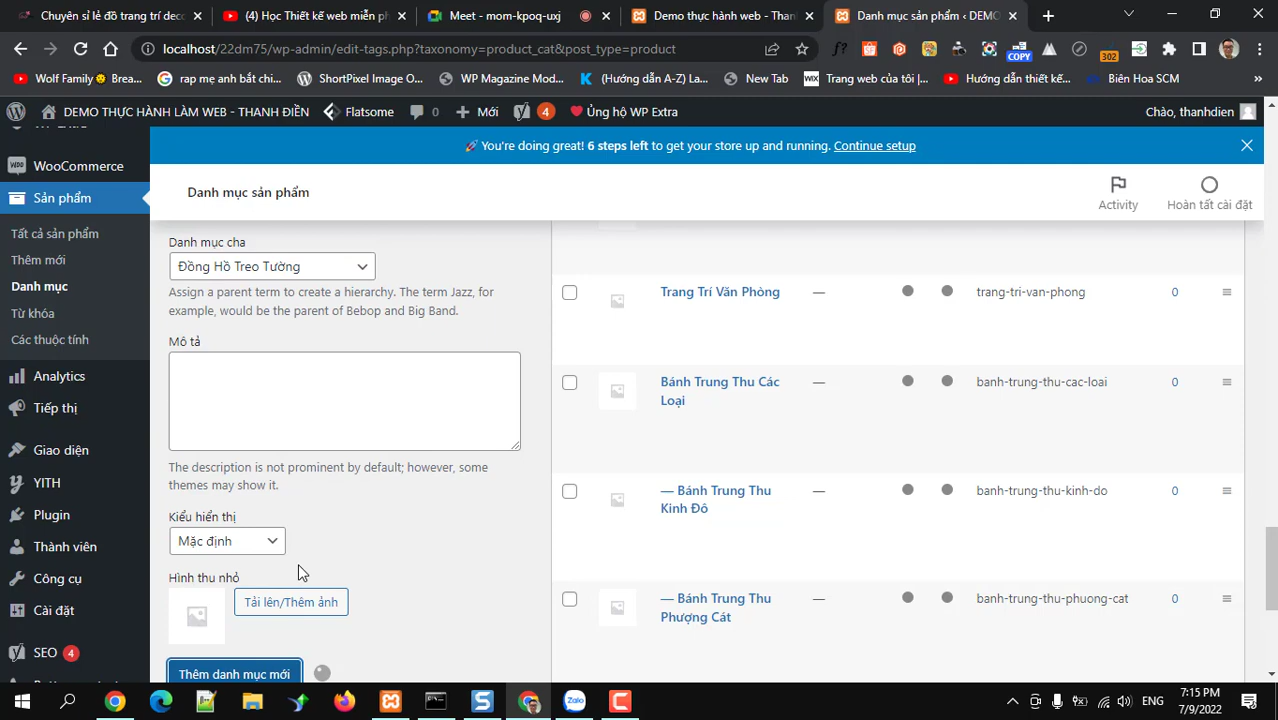 Chuyên sỉ lẻ đồ trang trí deco
(4) Học Thiết kế web miễn ph
Meet - mom-kpoq-uxj
Demo thực hành web - Than
Danh mục sản phẩm ‹ DEMO
localhost/22dm75/wp-admin/edit-tags.php?taxonomy=product_cat&post_type=product
COPY
302
Wolf Family Brea...
rap mẹ anh bắt chi...
ShortPixel Image O...
WP Magazine Mod...
(Hướng dẫn A-Z) La...
New Tab
WIX
Trang web của tôi |...
Hướng dẫn thiết kế...
Biên Hoa SCM
DEMO THỰC HÀNH LÀM WEB - THANH ĐIỀN
Flatsome
0
Mới
4
Ủng hộ WP Extra
Chào, thanhdien
You're doing great! 6 steps left to get your store up and running. Continue setup
WooCommerce
Sản phẩm
Tất cả sản phẩm
Thêm mới
Danh mục
Từ khóa
Các thuộc tính
Analytics
Tiếp thị
Giao diện
YITH
Plugin
Thành viên
Công cụ
Cài đặt
SEO 4
Danh mục sản phẩm
Activity
Hoàn tất cài đặt
Danh mục cha
Đồng Hồ Treo Tường
Assign a parent term to create a hierarchy. The term Jazz, for
example, would be the parent of Bebop and Big Band.
Mô tả
The description is not prominent by default; however, some
themes may show it.
Kiểu hiển thị
Mặc định
Hình thu nhỏ
Tải lên/Thêm ảnh
Thêm danh mục mới
Trang Trí Văn Phòng — trang-tri-van-phong 0
Bánh Trung Thu Các — banh-trung-thu-cac-loai 0
Loại
— Bánh Trung Thu — banh-trung-thu-kinh-do 0
Kinh Đô
— Bánh Trung Thu — banh-trung-thu-phuong-cat 0
Phượng Cát
Zalo
ENG
7:15 PM
7/9/2022